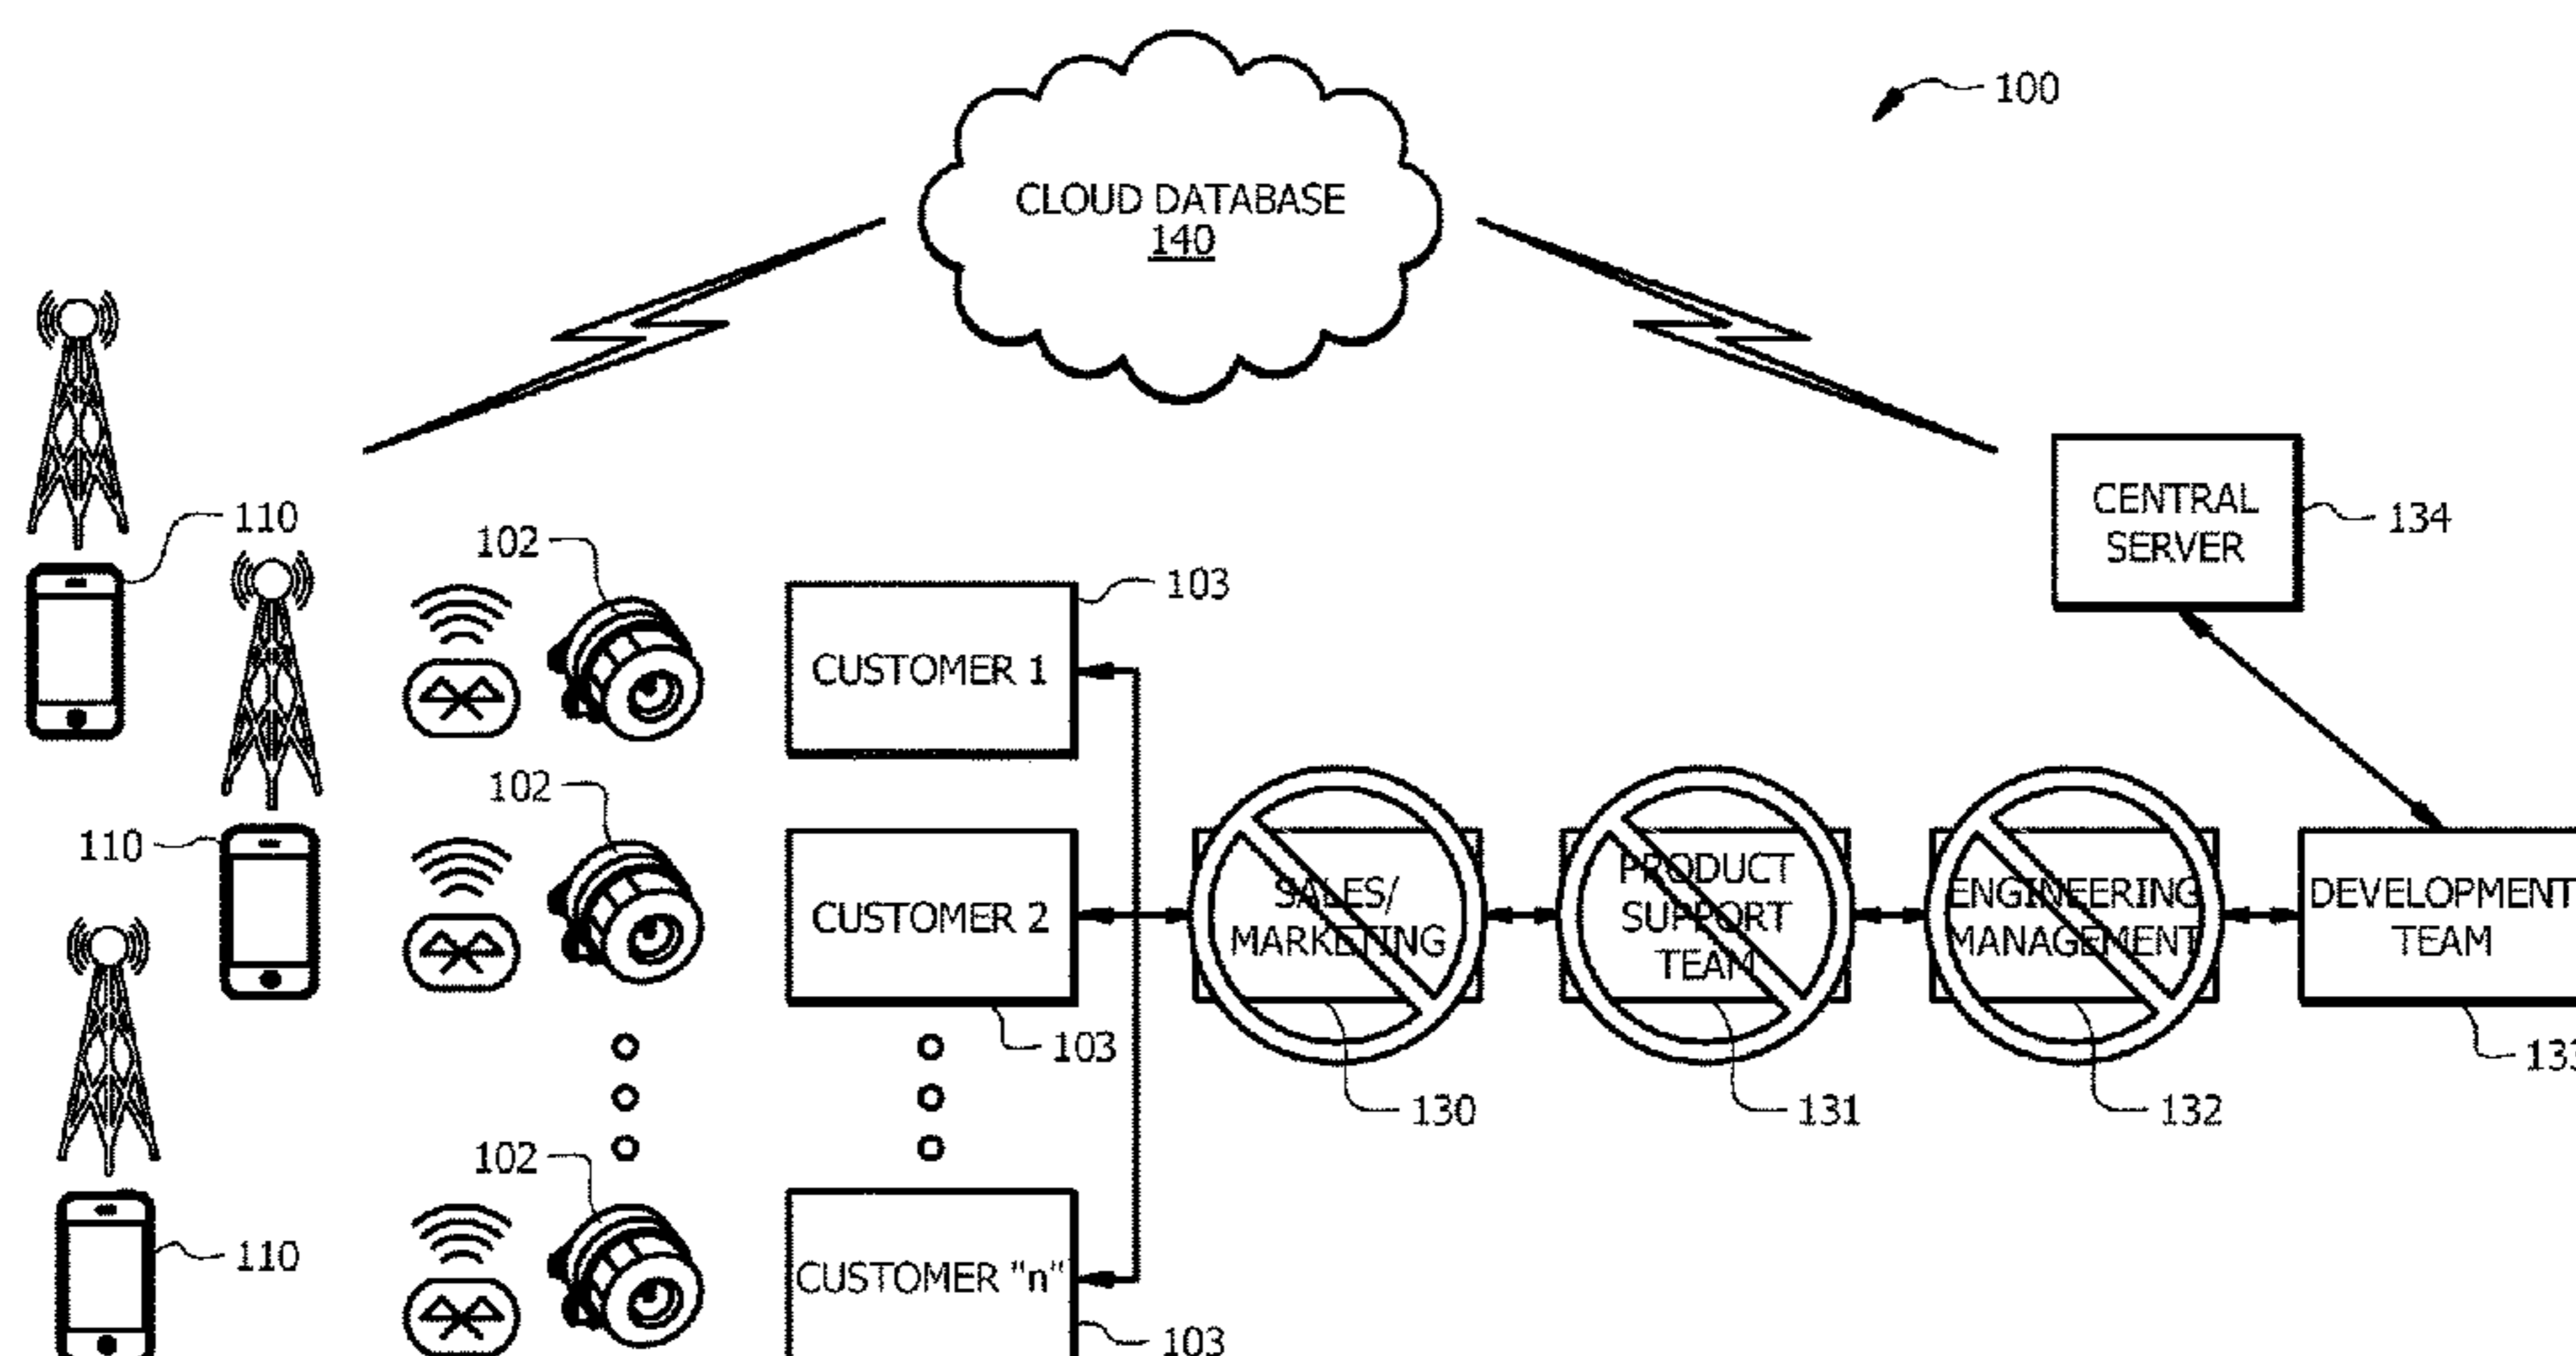 100
CLOUD DATABASE
140
110
102
103
CENTRAL
SERVER
134
CUSTOMER 1
102
110
CUSTOMER 2
SALES/
MARKETING
PRODUCT
SUPPORT
TEAM
ENGINEERING
MANAGEMENT
DEVELOPMENT
TEAM
103
130
131
132
133
102
110
CUSTOMER "n"
103